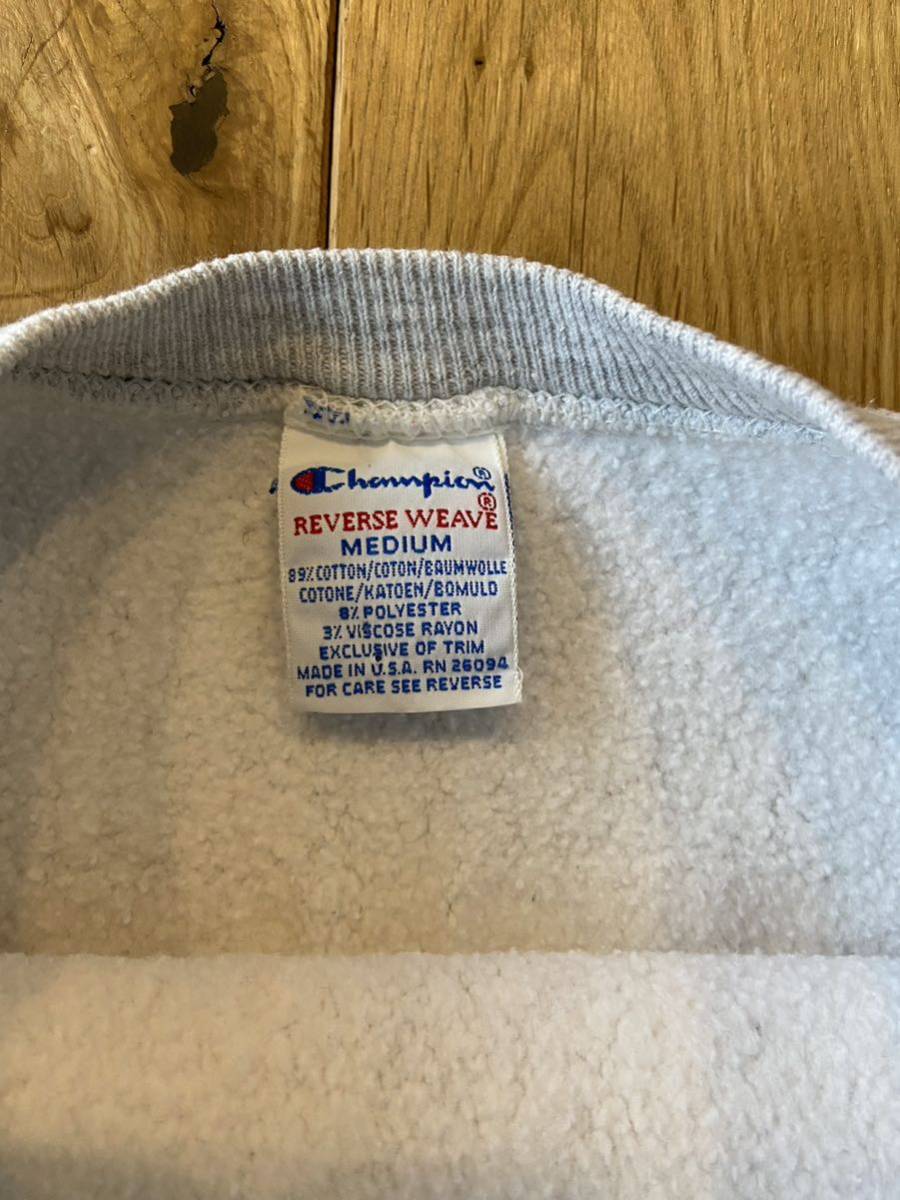 Champion®
REVERSE WEAVE®
MEDIUM
89% COTTON/COTON/BAUMWOLLE
COTONE/KATOEN/BOMULD
8% POLYESTER
3% VISCOSE RAYON
EXCLUSIVE OF TRIM
MADE IN U.S.A. RN 26094
FOR CARE SEE REVERSE